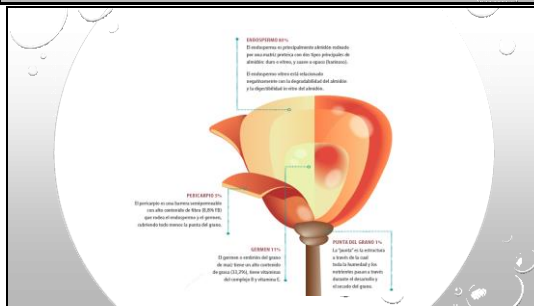 ENDOSPERMO 83%
El endospermo es principalmente almidón rodeado
por una matriz proteica con dos tipos principales de
almidón: duro o vítreo, y suave u opaco (harinoso).
El endospermo vítreo está relacionado
negativamente con la degradabilidad del almidón
y la digestibilidad in vitro del almidón.
PERICARPIO 5%
El pericarpio es una barrera semipermeable
con alto contenido de fibra (8,8% FB)
que rodea el endospermo y el germen,
cubriendo todo menos la punta del grano.
GERMEN 11%
El germen o embrión del grano
de maíz tiene un alto contenido
de grasa (33,2%), tiene vitaminas
del complejo B y vitamina E.
PUNTA DEL GRANO 1%
La "punta" es la estructura
a través de la cual
toda la humedad y los
nutrientes pasan a través
durante el desarrollo y
el secado del grano.